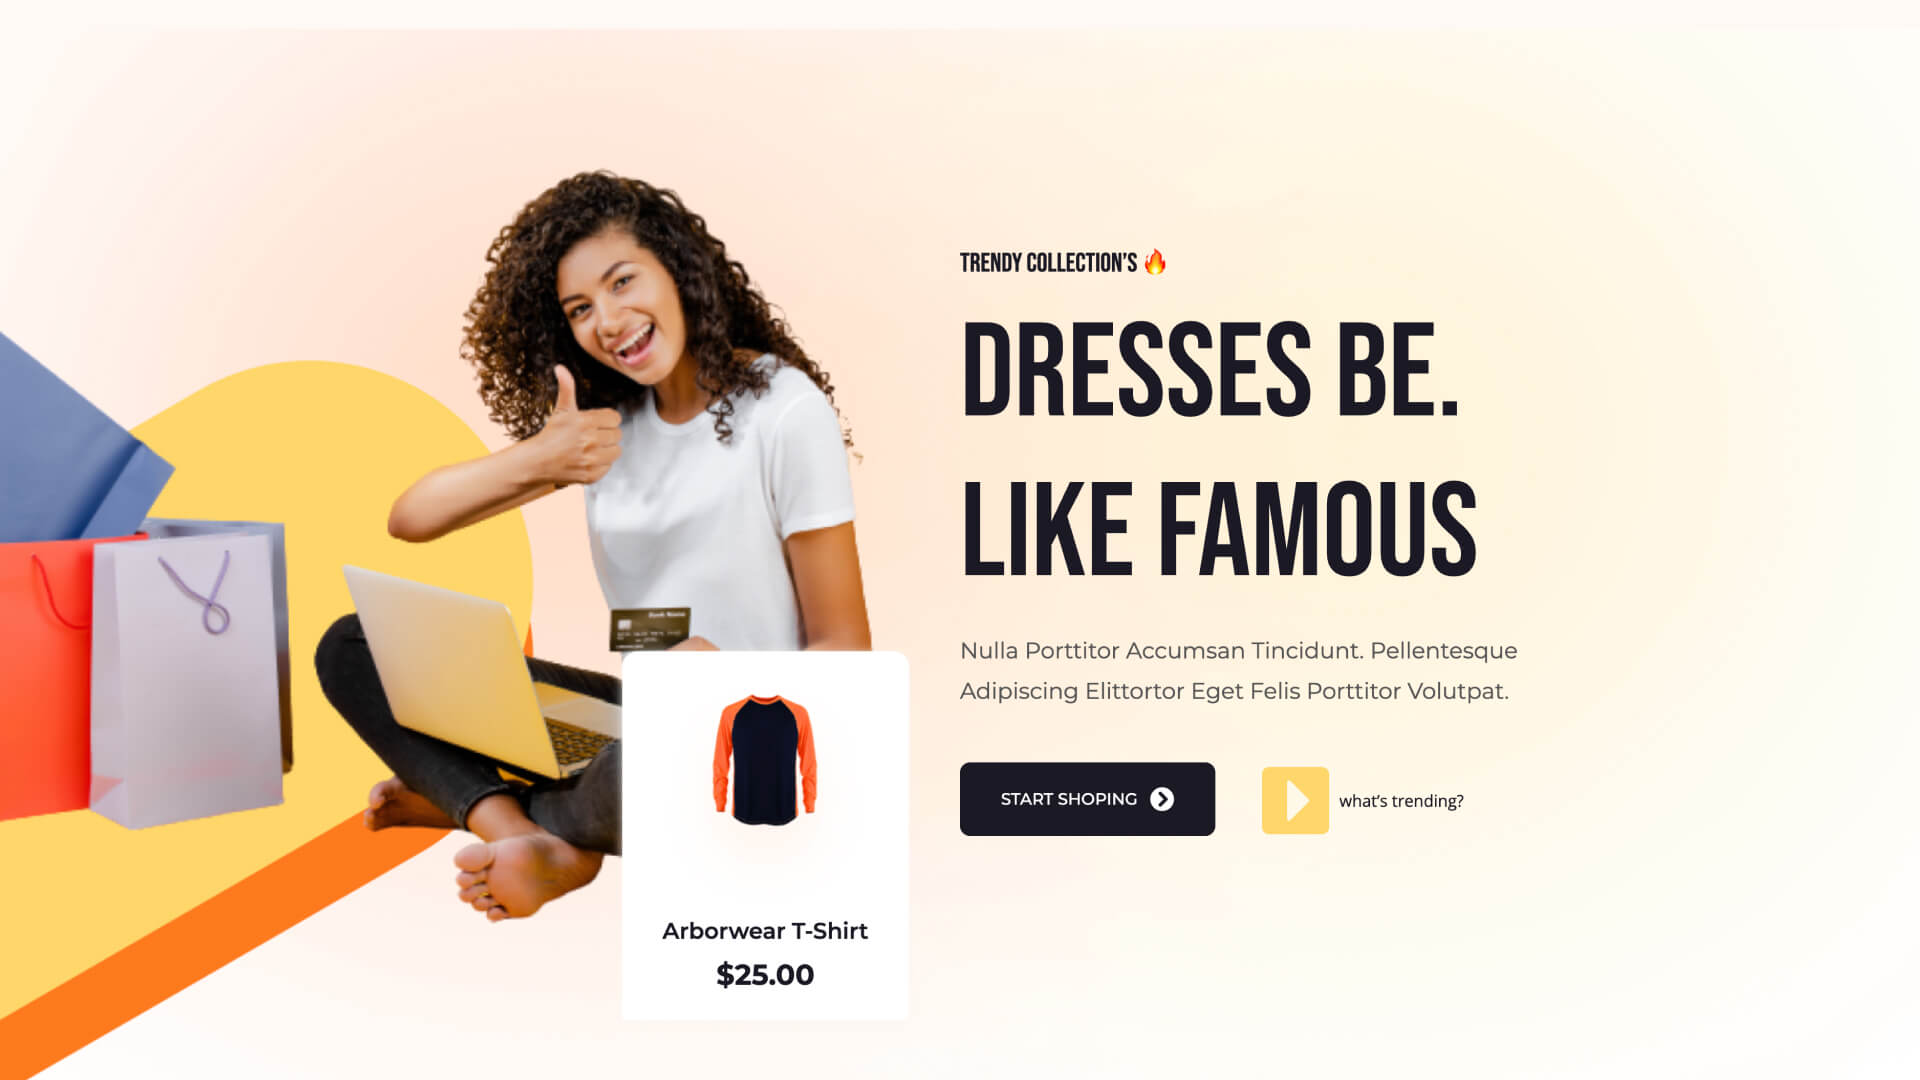 TRENDY COLLECTION'S 🔥
DRESSES BE.
LIKE FAMOUS
Nulla Porttitor Accumsan Tincidunt. Pellentesque
Adipiscing Elittortor Eget Felis Porttitor Volutpat.
START SHOPING
what's trending?
Arborwear T-Shirt
$25.00